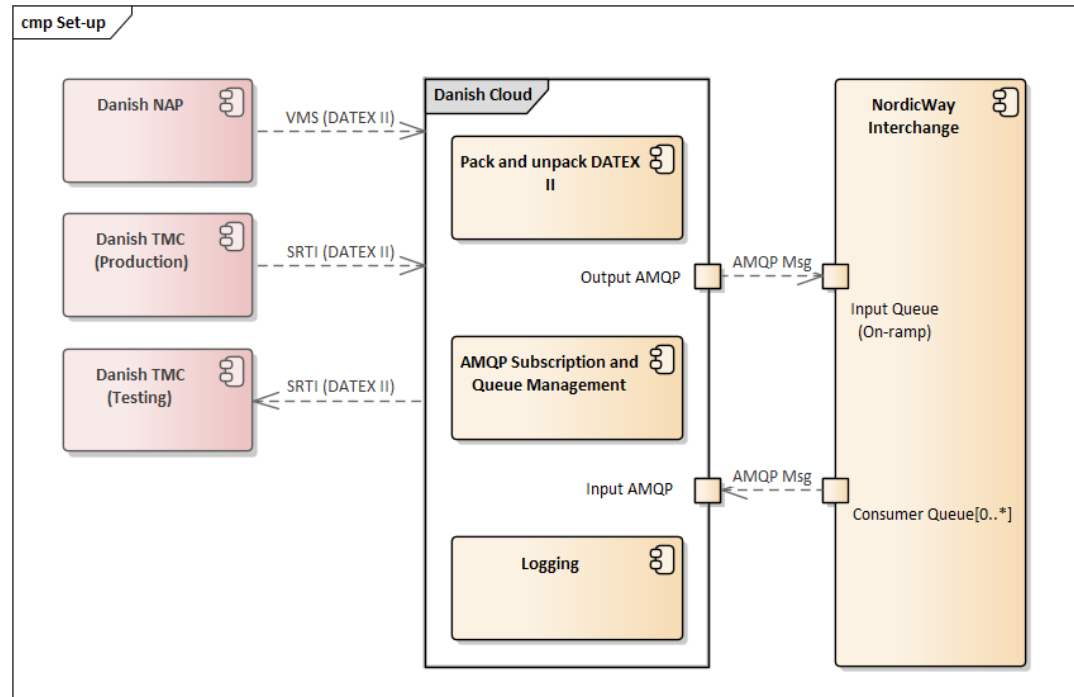 cmp Set-up
Danish NAP
VMS (DATEX II)
Danish TMC
(Production)
SRTI (DATEX II)
Danish TMC
(Testing)
SRTI (DATEX II)
Danish Cloud
Pack and unpack DATEX
II
Output AMQP
AMQP Msg
AMQP Subscription and
Queue Management
Input AMQP
AMQP Msg
Logging
NordicWay
Interchange
Input Queue
(On-ramp)
Consumer Queue[0..*]